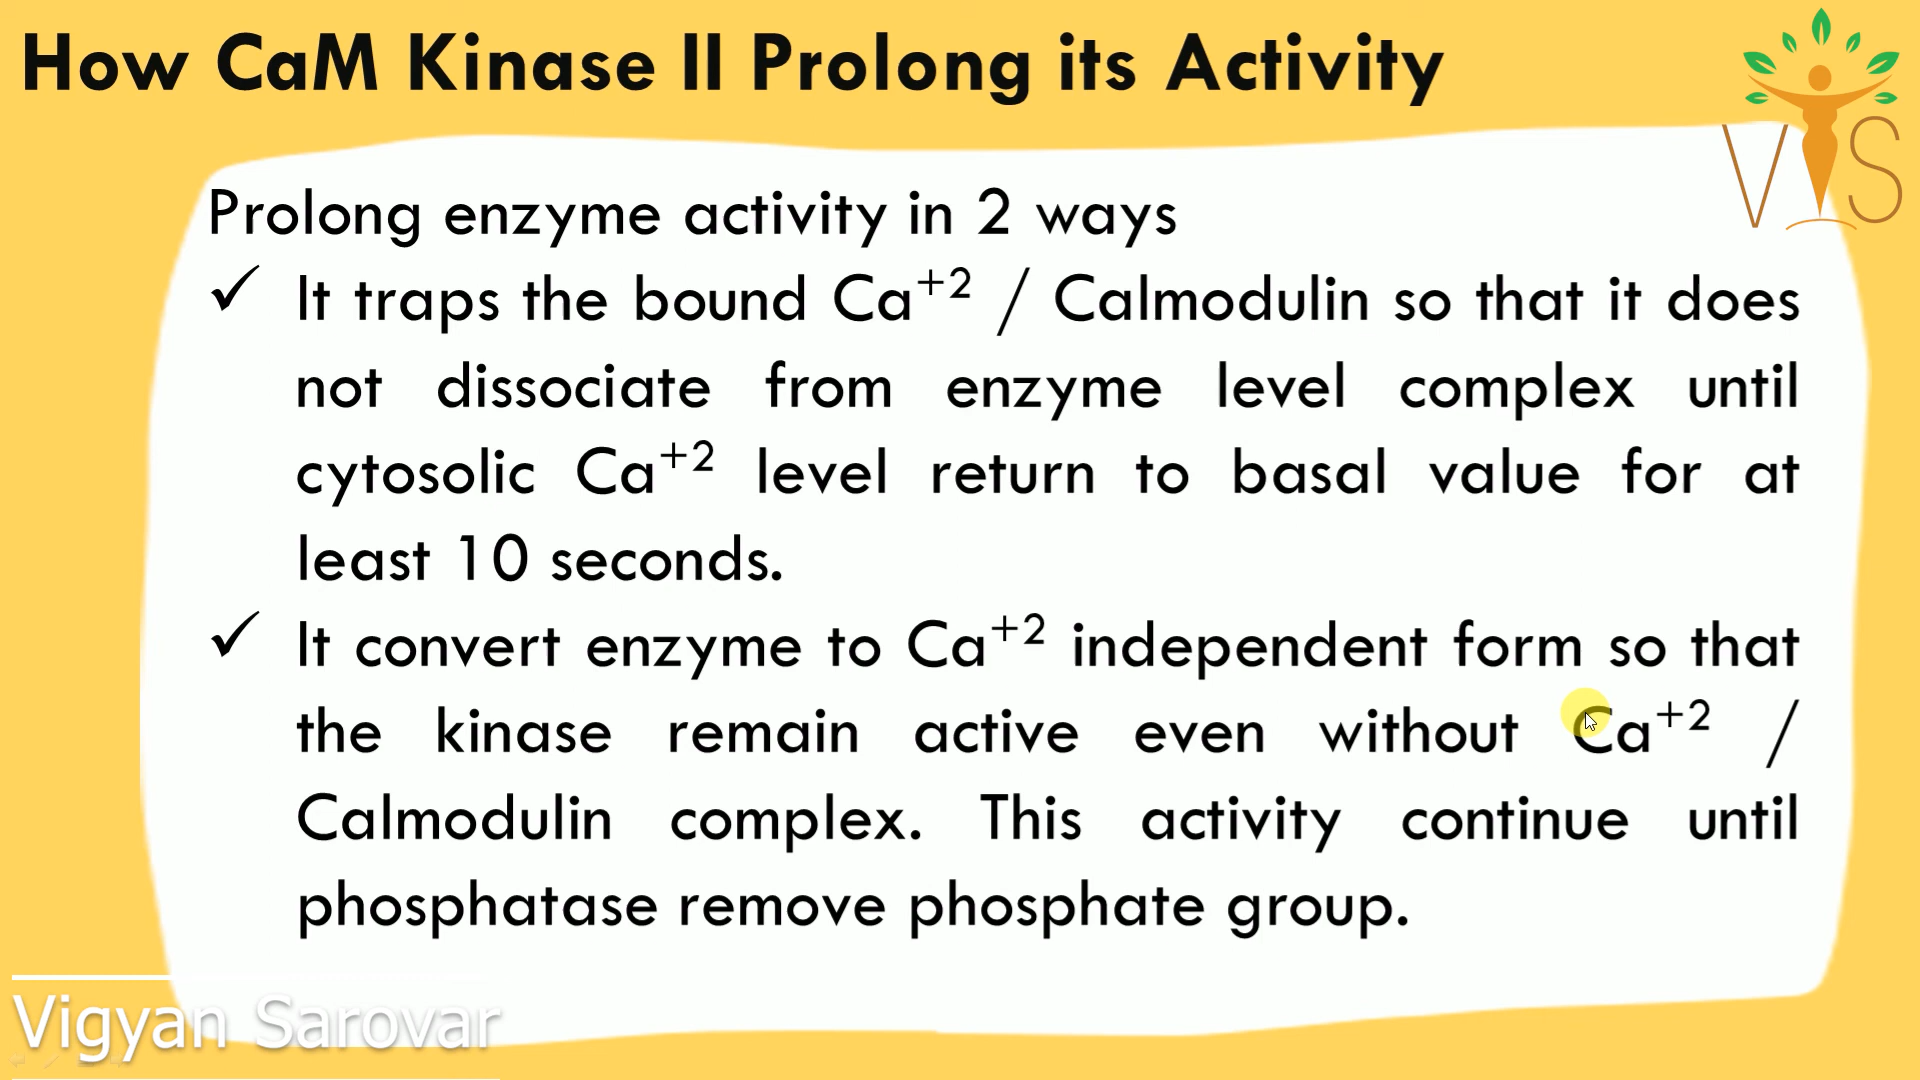 How CaM Kinase II Prolong its Activity
VIS
Prolong enzyme activity in 2 ways
✓ It traps the bound Ca⁺² / Calmodulin so that it does
not dissociate from enzyme level complex until
cytosolic Ca⁺² level return to basal value for at
least 10 seconds.
✓ It convert enzyme to Ca⁺² independent form so that
the kinase remain active even without Ca⁺² /
Calmodulin complex. This activity continue until
phosphatase remove phosphate group.
Vigyan Sarovar